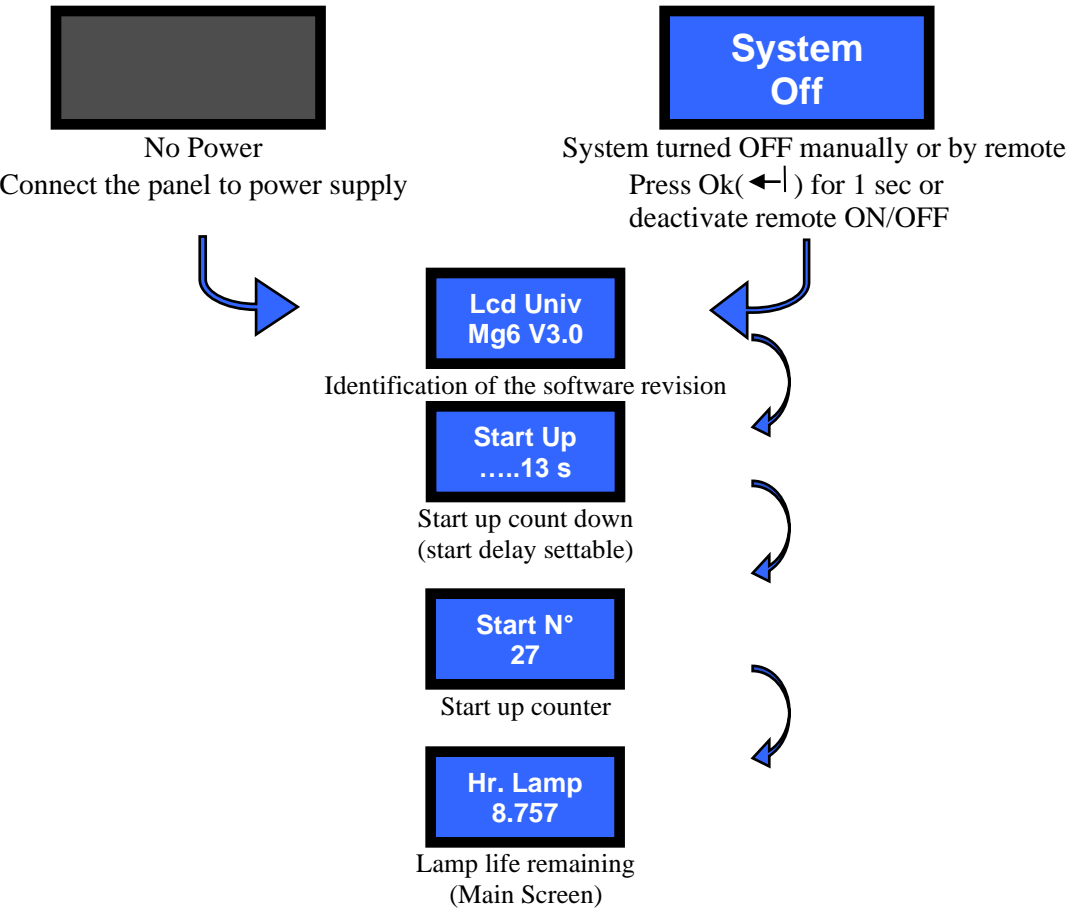 System
Off
No Power
Connect the panel to power supply
System turned OFF manually or by remote
Press Ok( ) for 1 sec or
deactivate remote ON/OFF
Lcd Univ
Mg6 V3.0
Identification of the software revision
Start Up
.....13 s
Start up count down
(start delay settable)
Start N°
27
Start up counter
Hr. Lamp
8.757
Lamp life remaining
(Main Screen)